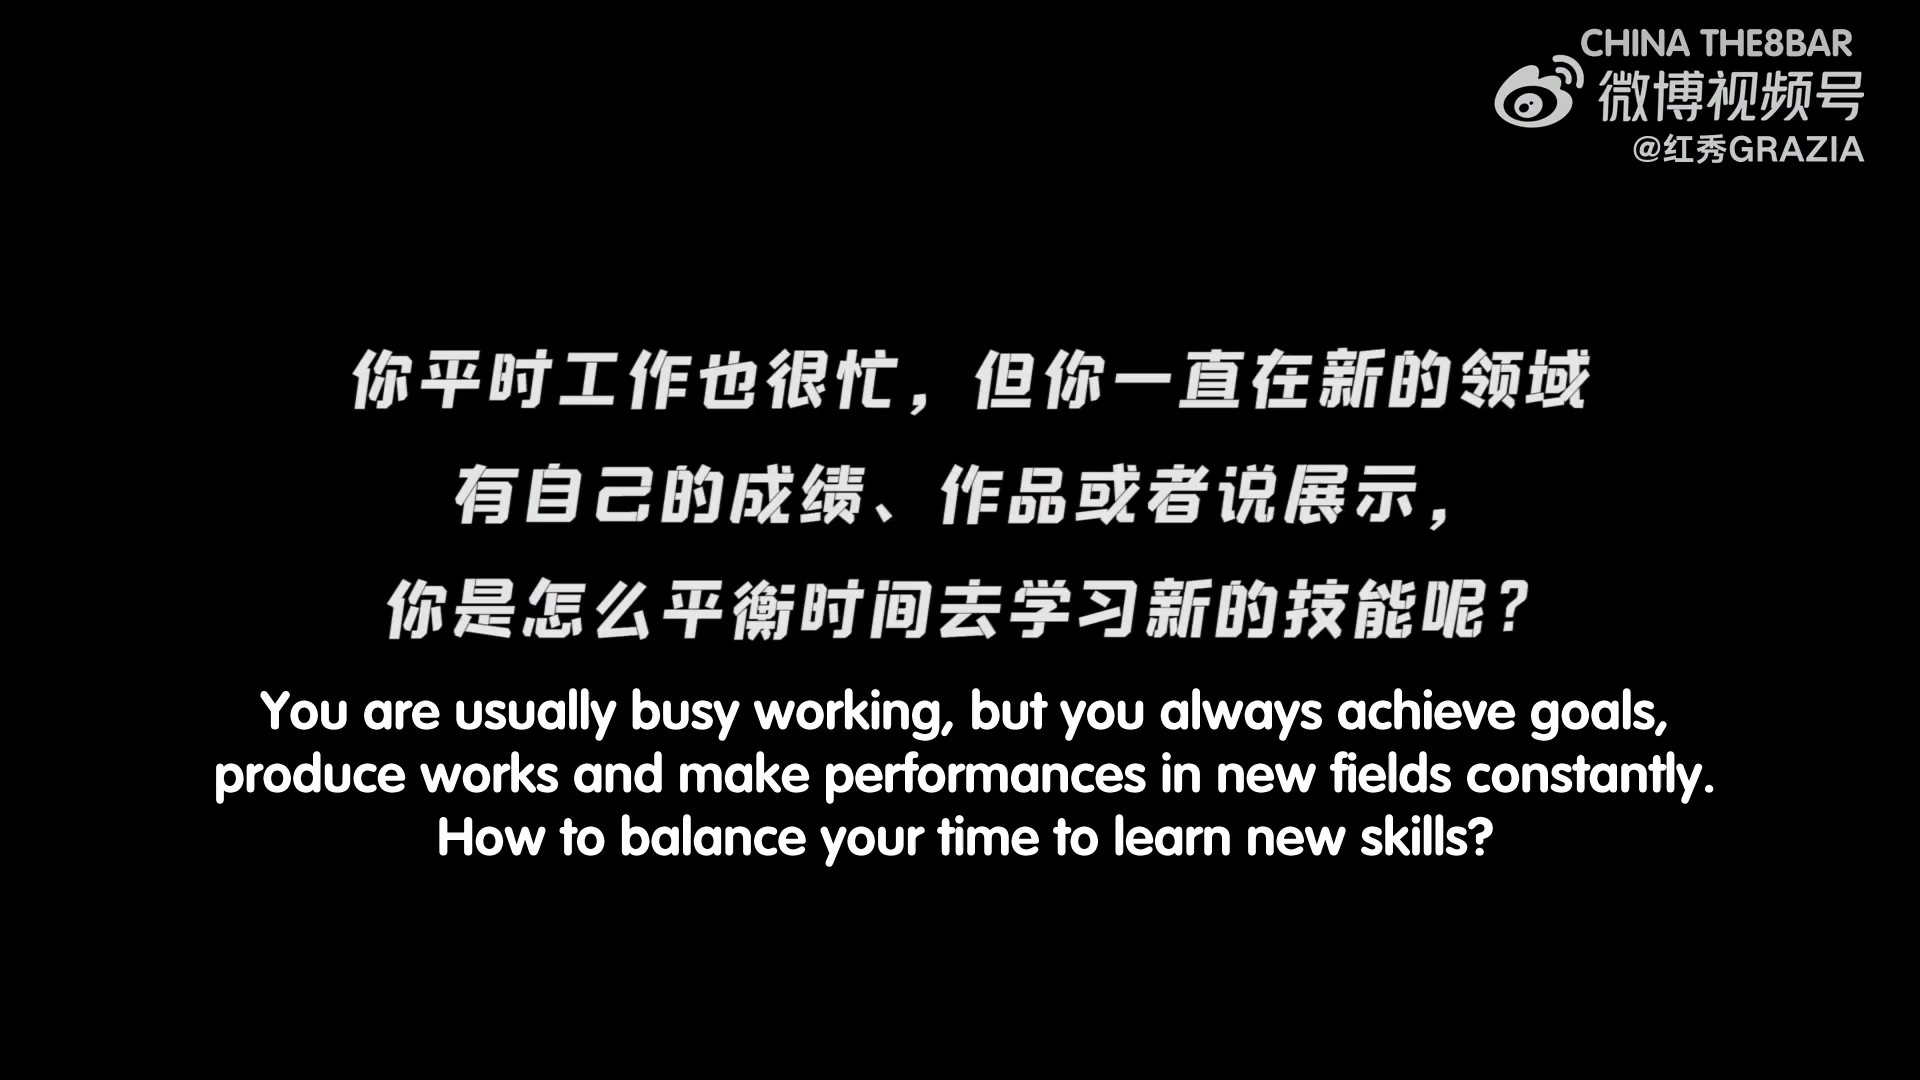 CHINA THE8BAR
微博视频号
@红秀GRAZIA
你平时工作也很忙，但你一直在新的领域
有自己的成绩、作品或者说展示，
你是怎么平衡时间去学习新的技能呢？
You are usually busy working, but you always achieve goals,
produce works and make performances in new fields constantly.
How to balance your time to learn new skills?